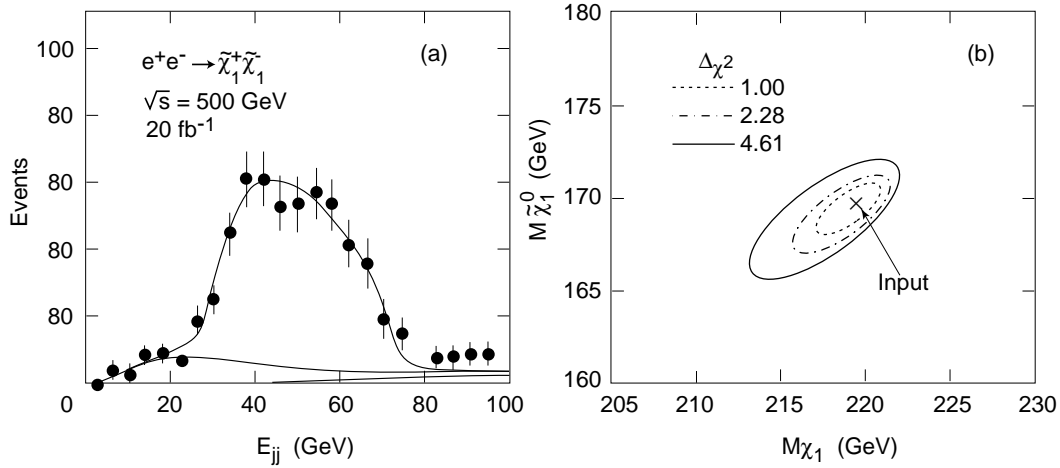 100
(a)
e⁺e⁻ → χ̃₁⁺χ̃₁⁻
80
√s = 500 GeV
20 fb⁻¹
80
80
80
0
Events
0 20 40 60 80 100
E_jj (GeV)
180
(b)
Δχ²
1.00
2.28
4.61
175
170
165
160
M χ̃₁⁰ (GeV)
Input
205 210 215 220 225 230
Mχ₁ (GeV)